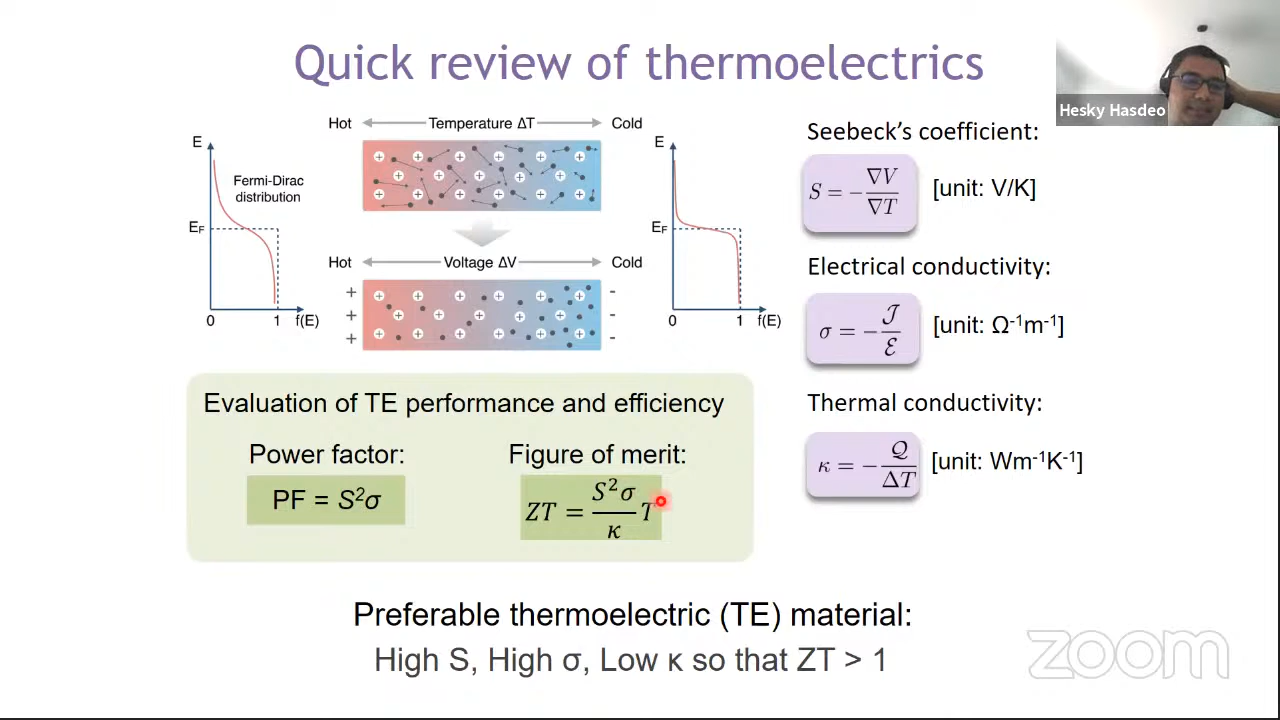 Quick review of thermoelectrics
Hesky Hasdeo
Hot Temperature ΔT Cold
E
Fermi-Dirac
distribution
E_F
0 1 f(E)
Hot Voltage ΔV Cold
+ -
+ -
+ -
E
E_F
0 1 f(E)
Seebeck's coefficient:
S = −∇V/∇T [unit: V/K]
Electrical conductivity:
σ = −𝒥/ℰ [unit: Ω⁻¹m⁻¹]
Thermal conductivity:
κ = −𝒬/ΔT [unit: Wm⁻¹K⁻¹]
Evaluation of TE performance and efficiency
Power factor: Figure of merit:
PF = S²σ ZT = S²σ/κ T
Preferable thermoelectric (TE) material:
High S, High σ, Low κ so that ZT > 1
zoom